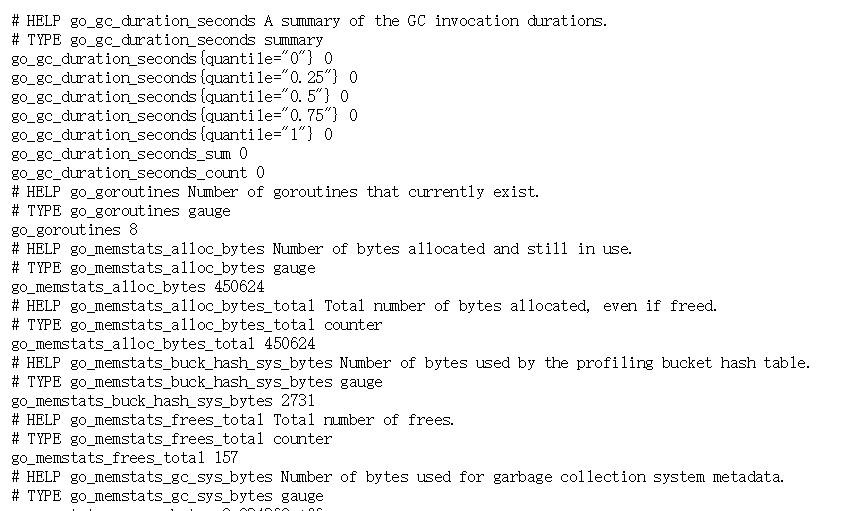 # HELP go_gc_duration_seconds A summary of the GC invocation durations.
# TYPE go_gc_duration_seconds summary
go_gc_duration_seconds{quantile="0"} 0
go_gc_duration_seconds{quantile="0.25"} 0
go_gc_duration_seconds{quantile="0.5"} 0
go_gc_duration_seconds{quantile="0.75"} 0
go_gc_duration_seconds{quantile="1"} 0
go_gc_duration_seconds_sum 0
go_gc_duration_seconds_count 0
# HELP go_goroutines Number of goroutines that currently exist.
# TYPE go_goroutines gauge
go_goroutines 8
# HELP go_memstats_alloc_bytes Number of bytes allocated and still in use.
# TYPE go_memstats_alloc_bytes gauge
go_memstats_alloc_bytes 450624
# HELP go_memstats_alloc_bytes_total Total number of bytes allocated, even if freed.
# TYPE go_memstats_alloc_bytes_total counter
go_memstats_alloc_bytes_total 450624
# HELP go_memstats_buck_hash_sys_bytes Number of bytes used by the profiling bucket hash table.
# TYPE go_memstats_buck_hash_sys_bytes gauge
go_memstats_buck_hash_sys_bytes 2731
# HELP go_memstats_frees_total Total number of frees.
# TYPE go_memstats_frees_total counter
go_memstats_frees_total 157
# HELP go_memstats_gc_sys_bytes Number of bytes used for garbage collection system metadata.
# TYPE go_memstats_gc_sys_bytes gauge